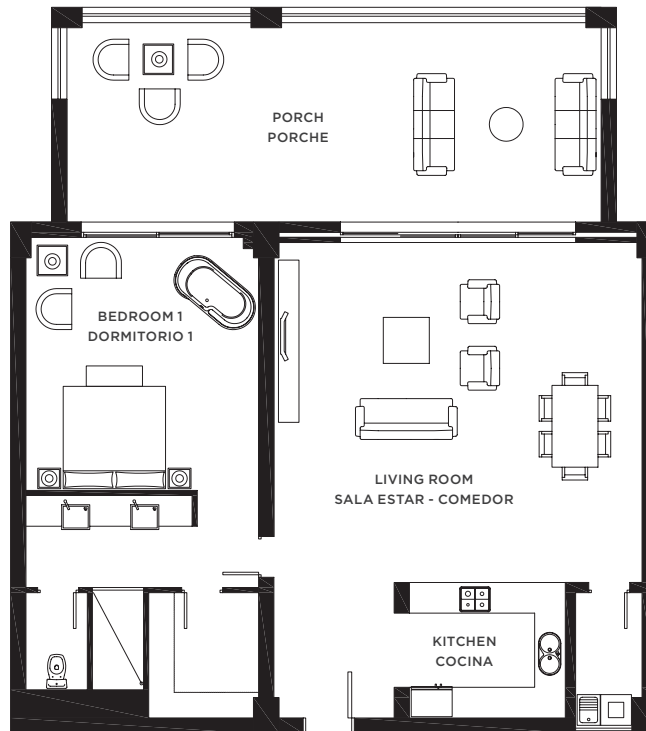 PORCH
PORCHE
BEDROOM 1
DORMITORIO 1
LIVING ROOM
SALA ESTAR - COMEDOR
KITCHEN
COCINA